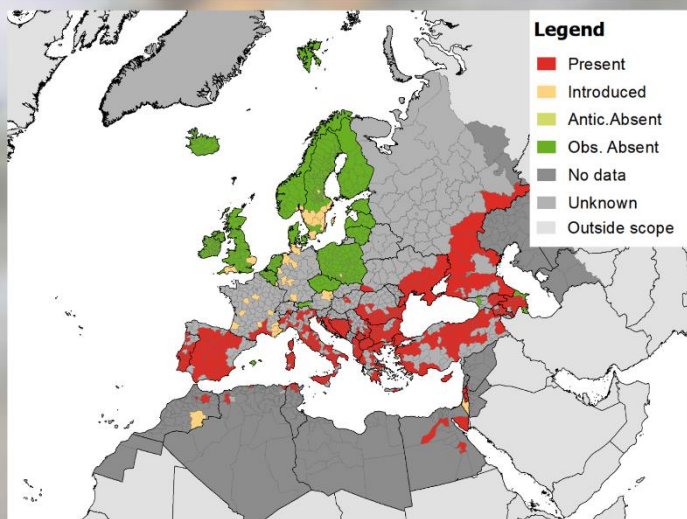 Legend
Present
Introduced
Antic.Absent
Obs. Absent
No data
Unknown
Outside scope